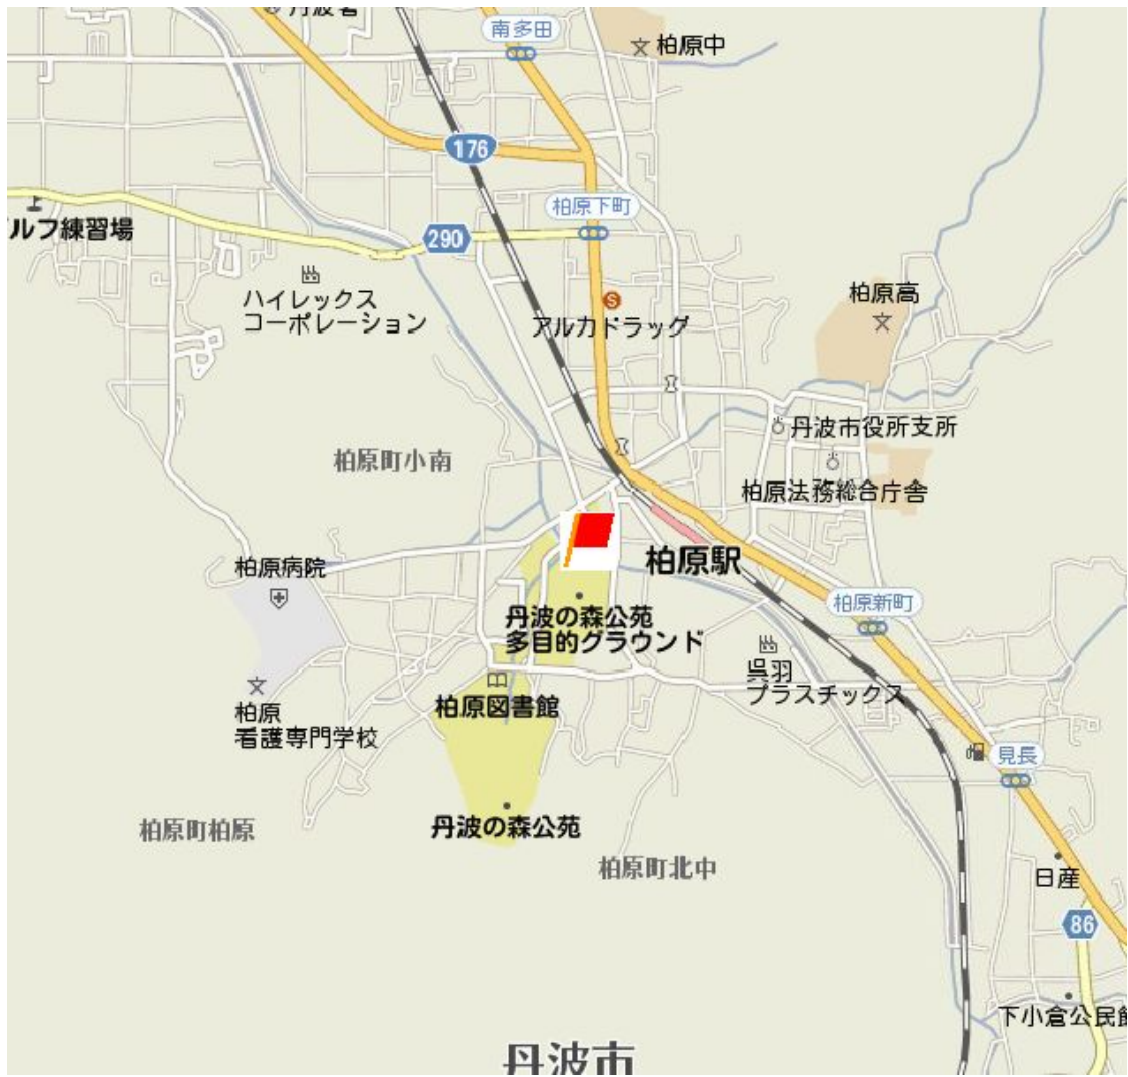 丹波署
南多田
柏原中
176
柏原下町
ルフ練習場
290
ハイレックス
コーポレーション
柏原高
S
アルカドラッグ
丹波市役所支所
柏原町小南
柏原法務総合庁舎
柏原駅
柏原病院
柏原新町
丹波の森公苑
多目的グラウンド
呉羽
プラスチックス
柏原図書館
柏原
看護専門学校
見長
丹波の森公苑
柏原町柏原
柏原町北中
日産
86
下小倉公民館
丹波市